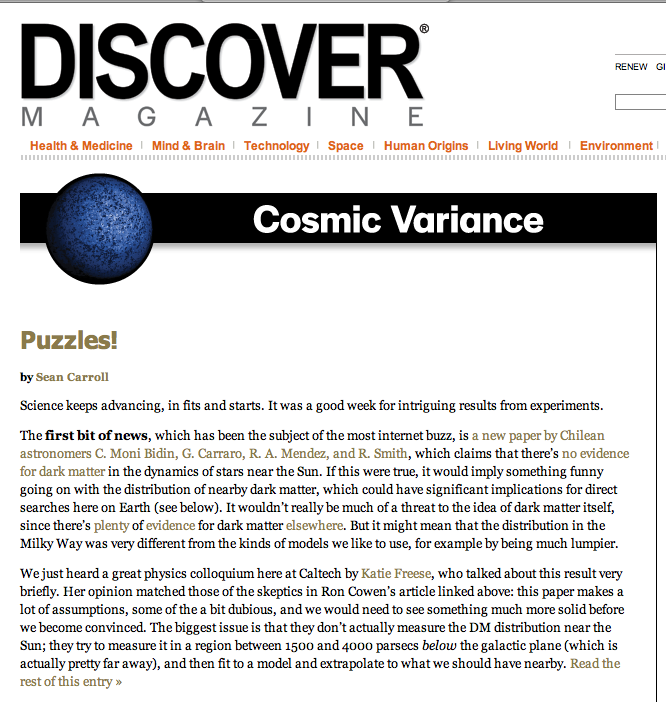 DISCOVER®
MAGAZINE
RENEW GI
Health & Medicine | Mind & Brain | Technology | Space | Human Origins | Living World | Environment |
Cosmic Variance
Puzzles!
by Sean Carroll
Science keeps advancing, in fits and starts. It was a good week for intriguing results from experiments.
The first bit of news, which has been the subject of the most internet buzz, is a new paper by Chilean
astronomers C. Moni Bidin, G. Carraro, R. A. Mendez, and R. Smith, which claims that there's no evidence
for dark matter in the dynamics of stars near the Sun. If this were true, it would imply something funny
going on with the distribution of nearby dark matter, which could have significant implications for direct
searches here on Earth (see below). It wouldn't really be much of a threat to the idea of dark matter itself,
since there's plenty of evidence for dark matter elsewhere. But it might mean that the distribution in the
Milky Way was very different from the kinds of models we like to use, for example by being much lumpier.
We just heard a great physics colloquium here at Caltech by Katie Freese, who talked about this result very
briefly. Her opinion matched those of the skeptics in Ron Cowen's article linked above: this paper makes a
lot of assumptions, some of the a bit dubious, and we would need to see something much more solid before
we become convinced. The biggest issue is that they don't actually measure the DM distribution near the
Sun; they try to measure it in a region between 1500 and 4000 parsecs below the galactic plane (which is
actually pretty far away), and then fit to a model and extrapolate to what we should have nearby. Read the
rest of this entry »